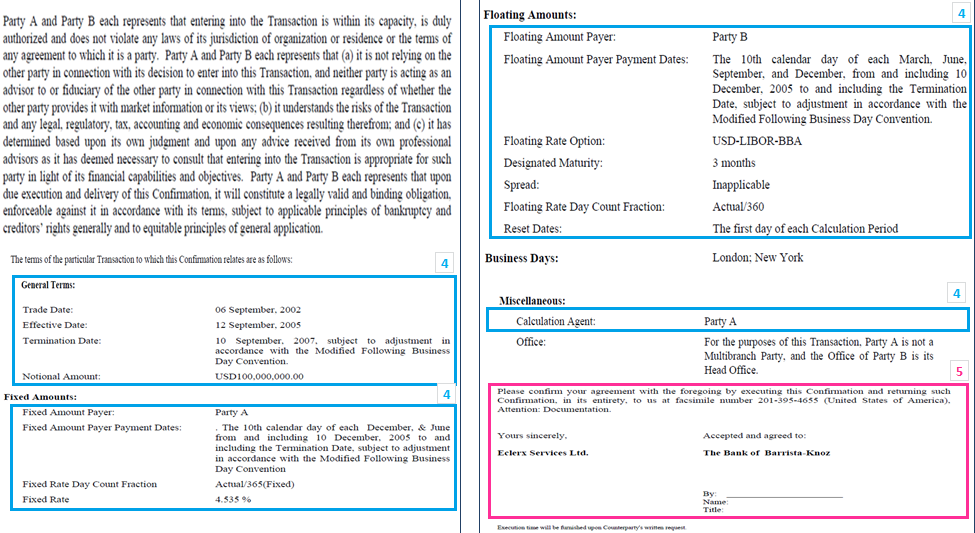 Party A and Party B each represents that entering into the Transaction is within its capacity, is duly
authorized and does not violate any laws of its jurisdiction of organization or residence or the terms of
any agreement to which it is a party. Party A and Party B each represents that (a) it is not relying on the
other party in connection with its decision to enter into this Transaction, and neither party is acting as an
advisor to or fiduciary of the other party in connection with this Transaction regardless of whether the
other party provides it with market information or its views; (b) it understands the risks of the Transaction
and any legal, regulatory, tax, accounting and economic consequences resulting therefrom; and (c) it has
determined based upon its own judgment and upon any advice received from its own professional
advisors as it has deemed necessary to consult that entering into the Transaction is appropriate for such
party in light of its financial capabilities and objectives. Party A and Party B each represents that upon
due execution and delivery of this Confirmation, it will constitute a legally valid and binding obligation,
enforceable against it in accordance with its terms, subject to applicable principles of bankruptcy and
creditors' rights generally and to equitable principles of general application.
The terms of the particular Transaction to which this Confirmation relates are as follows:
4
General Terms:
Trade Date: 06 September, 2002
Effective Date: 12 September, 2005
Termination Date: 10 September, 2007, subject to adjustment in
accordance with the Modified Following Business
Day Convention.
Notional Amount: USD100,000,000.00
Fixed Amounts:
4
Fixed Amount Payer: Party A
Fixed Amount Payer Payment Dates: . The 10th calendar day of each December, & June
from and including 10 December, 2005 to and
including the Termination Date, subject to adjustment
in accordance with the Modified Following Business
Day Convention
Fixed Rate Day Count Fraction Actual/365(Fixed)
Fixed Rate 4.535 %
Floating Amounts:
4
Floating Amount Payer: Party B
Floating Amount Payer Payment Dates: The 10th calendar day of each March, June,
September, and December, from and including 10
December, 2005 to and including the Termination
Date, subject to adjustment in accordance with the
Modified Following Business Day Convention.
Floating Rate Option: USD-LIBOR-BBA
Designated Maturity: 3 months
Spread: Inapplicable
Floating Rate Day Count Fraction: Actual/360
Reset Dates: The first day of each Calculation Period
Business Days: London; New York
4
Miscellaneous:
Calculation Agent: Party A
Office: For the purposes of this Transaction, Party A is not a
Multibranch Party, and the Office of Party B is its
Head Office.
5
Please confirm your agreement with the foregoing by executing this Confirmation and returning such
Confirmation, in its entirety, to us at facsimile number 201-395-4655 (United States of America),
Attention: Documentation.
Yours sincerely, Accepted and agreed to:
Eclerx Services Ltd. The Bank of Barrista-Knoz
By:
Name:
Title:
Execution time will be furnished upon Counterparty's written request